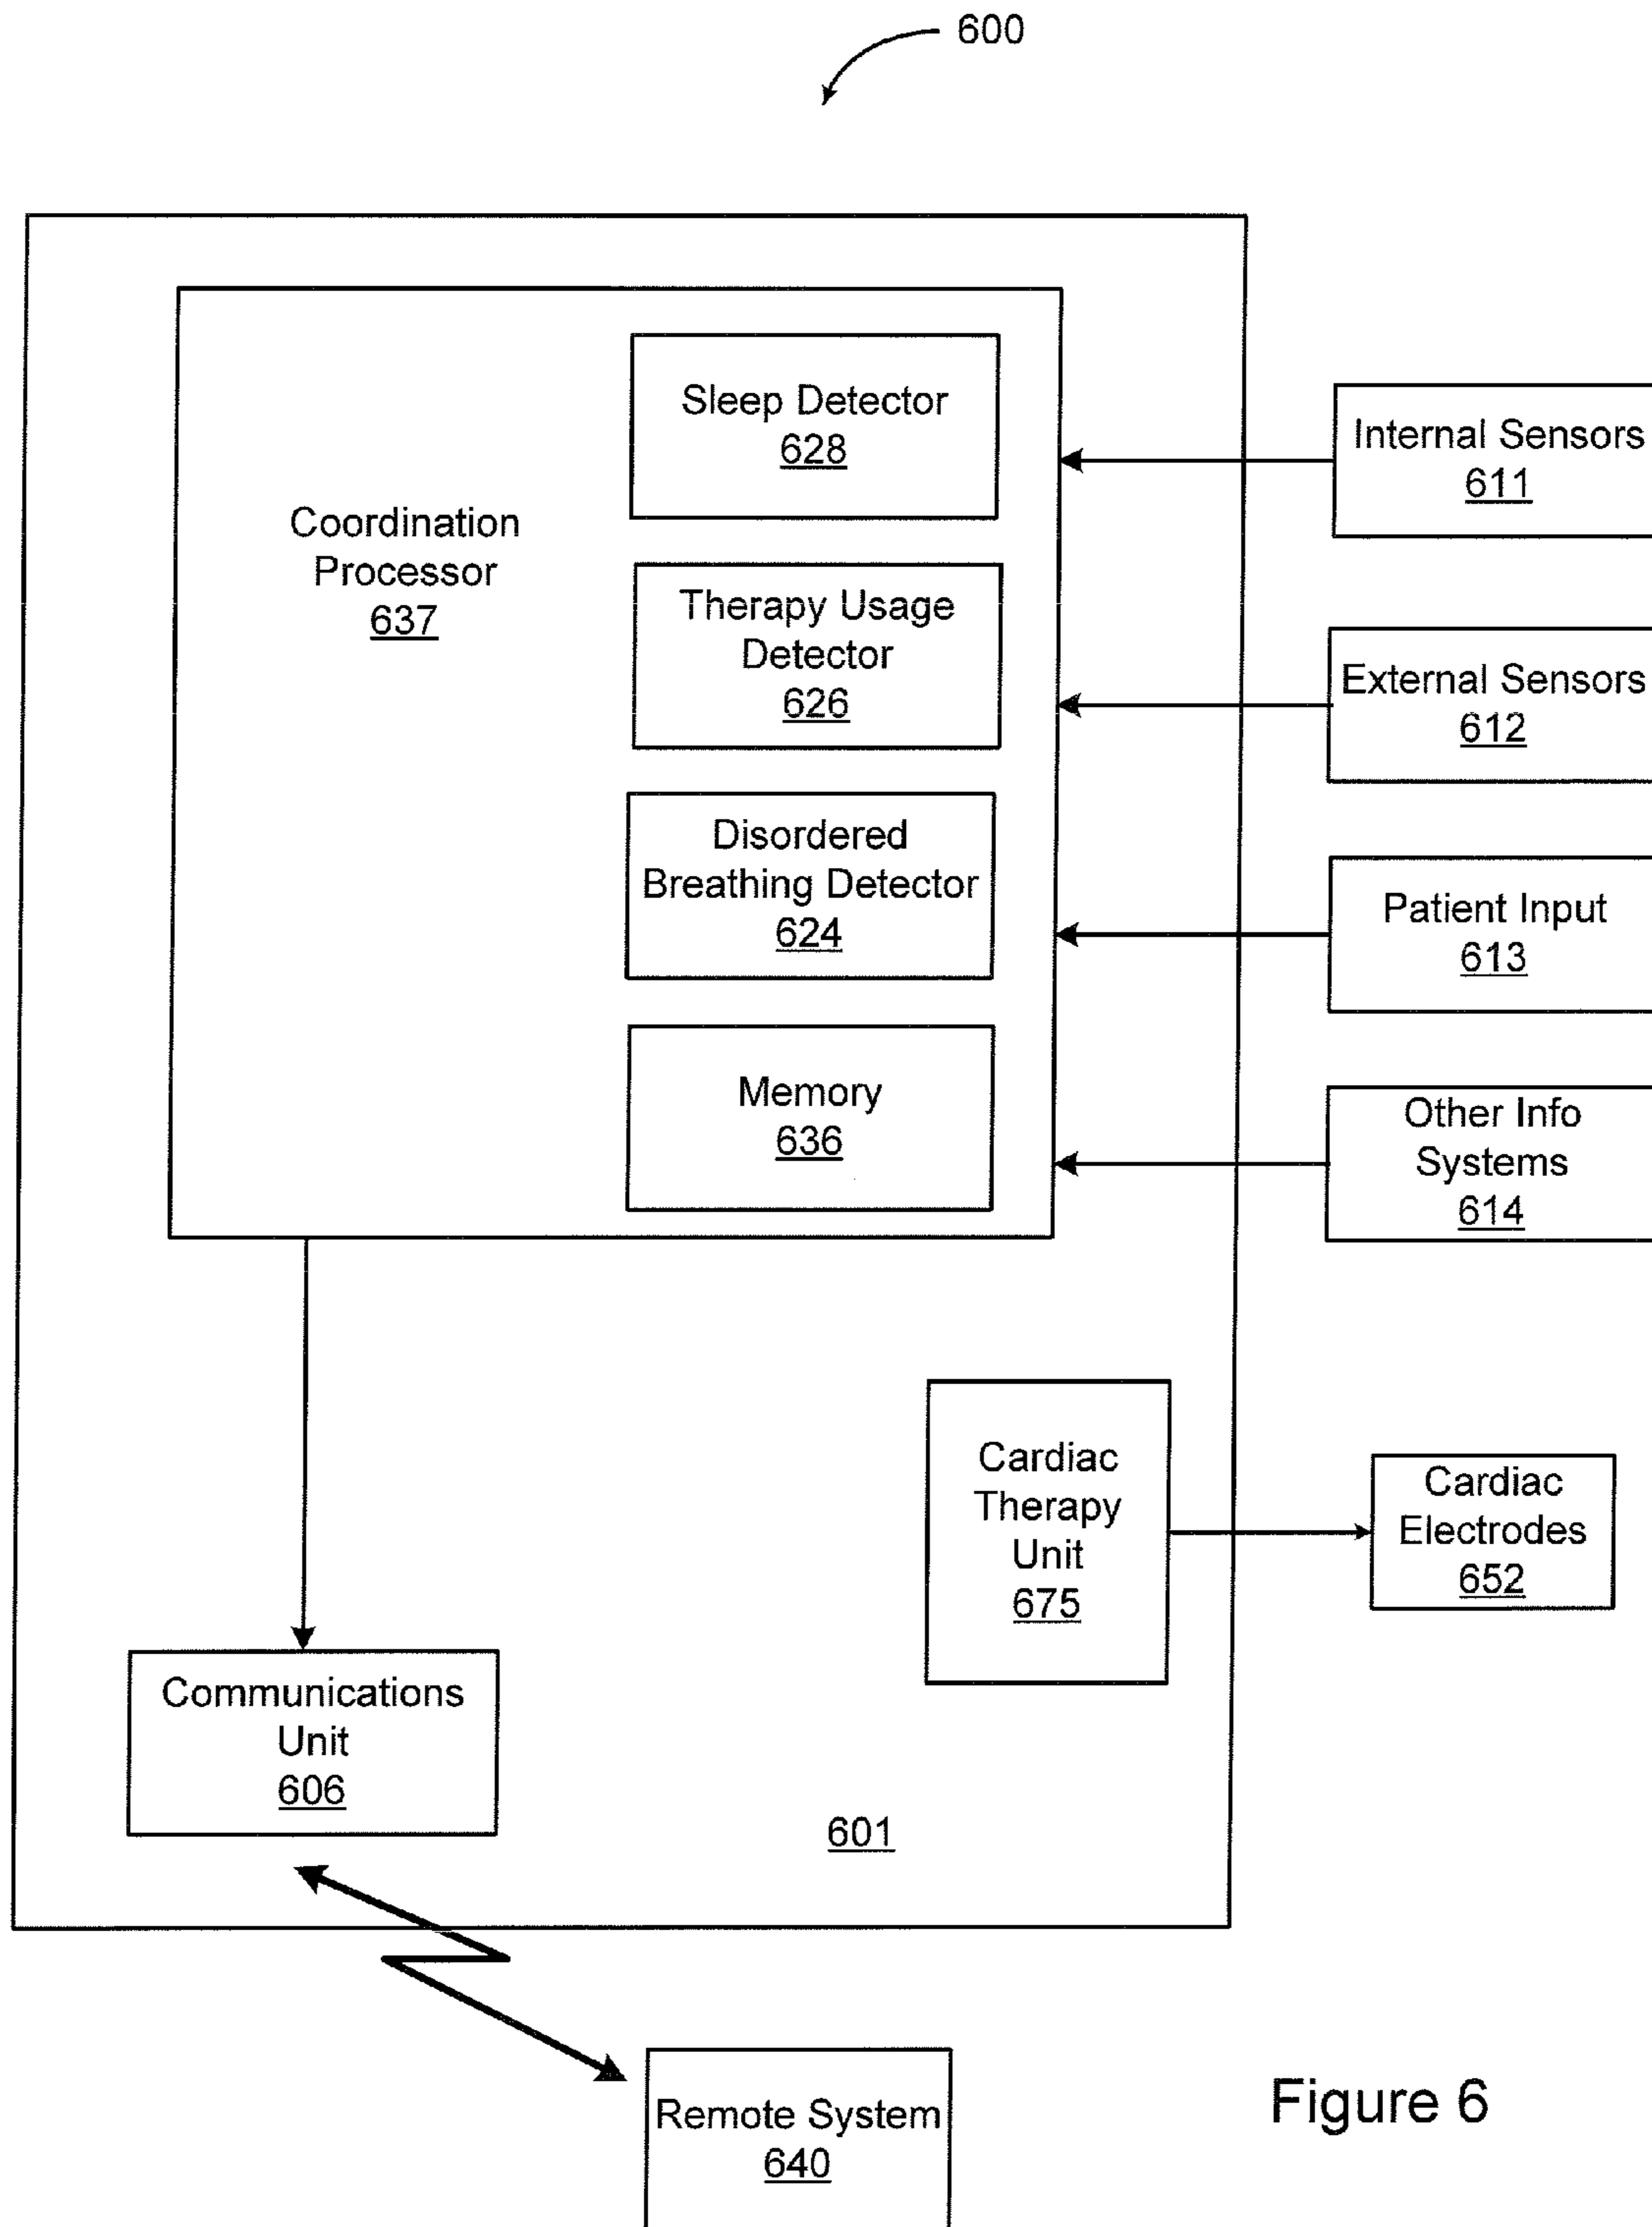 600
Sleep Detector
628
Coordination
Processor
637
Therapy Usage
Detector
626
Disordered
Breathing Detector
624
Memory
636
Internal Sensors
611
External Sensors
612
Patient Input
613
Other Info
Systems
614
Cardiac
Therapy
Unit
675
Cardiac
Electrodes
652
Communications
Unit
606
601
Remote System
640
Figure 6